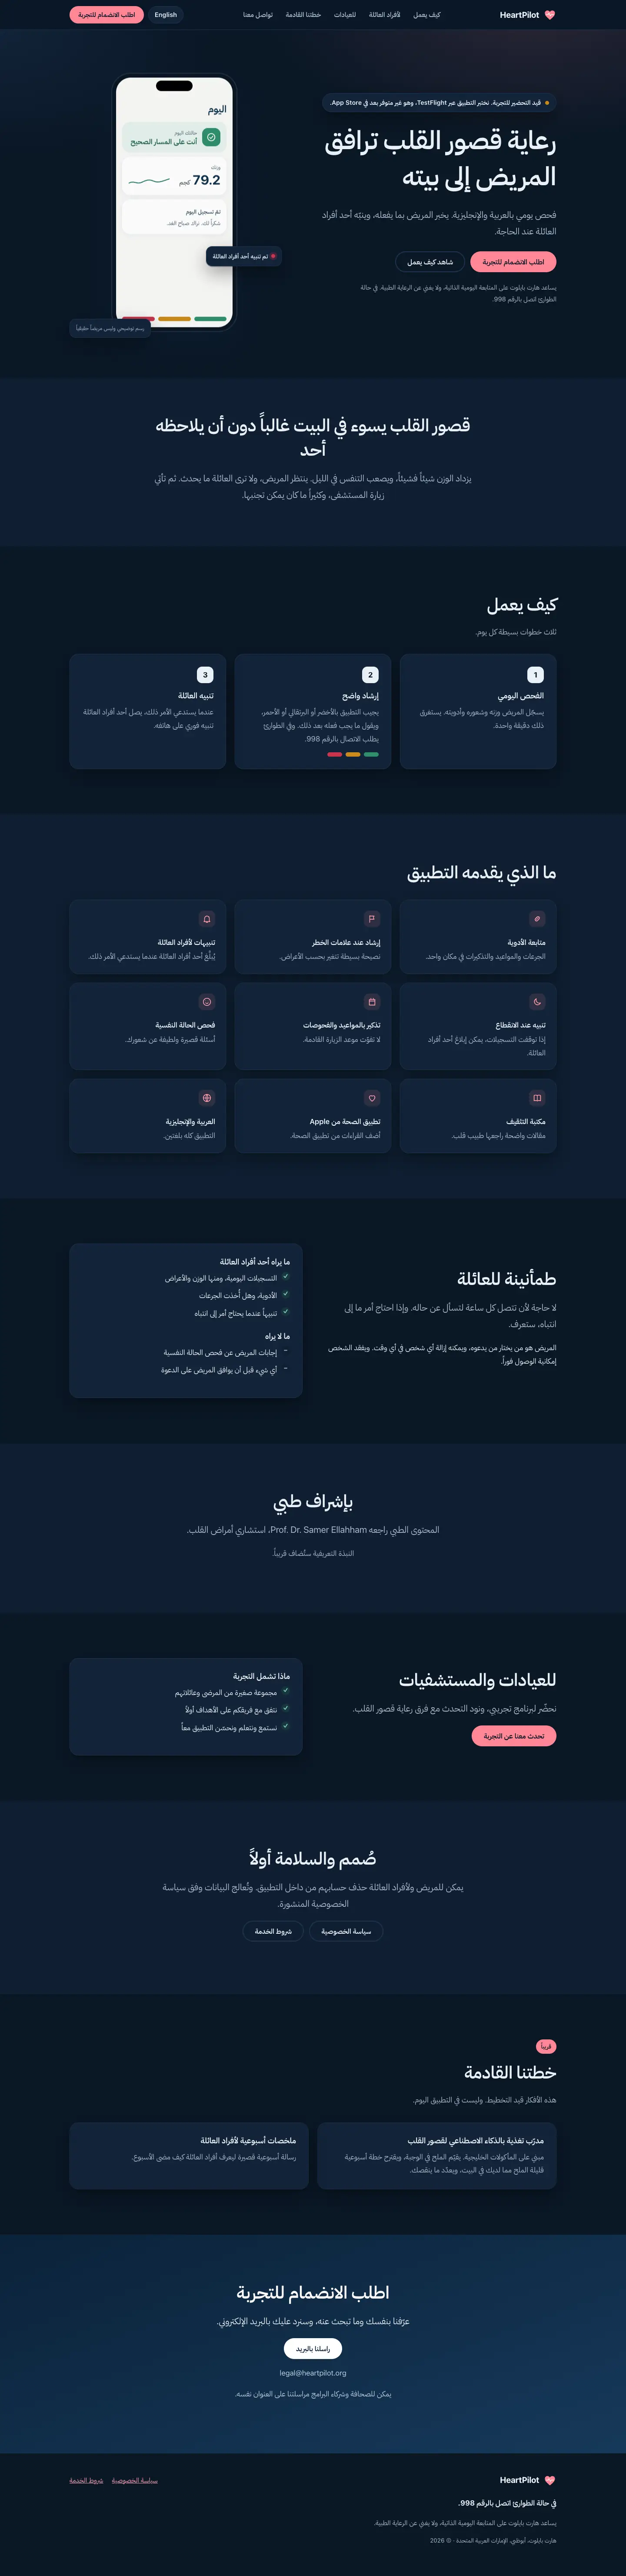 HeartPilot
كيف يعمل
لأفراد العائلة
للعيادات
خطتنا القادمة
تواصل معنا
English
اطلب الانضمام للتجربة
قيد التحضير للتجربة. نختبر التطبيق عبر TestFlight، وهو غير متوفر بعد في App Store.
رعاية قصور القلب ترافق
المريض إلى بيته
فحص يومي بالعربية والإنجليزية. يخبر المريض بما يفعله، وينبّه أحد أفراد
العائلة عند الحاجة.
اطلب الانضمام للتجربة
شاهد كيف يعمل
يساعد هارت بايلوت على المتابعة اليومية الذاتية، ولا يغني عن الرعاية الطبية. في حالة
الطوارئ اتصل بالرقم 998.
اليوم
حالتك اليوم
أنت على المسار الصحيح
وزنك
79.2 كجم
تم تسجيل اليوم
شكراً لك. نراك صباح الغد.
تم تنبيه أحد أفراد العائلة
رسم توضيحي وليس مريضاً حقيقياً
قصور القلب يسوء في البيت غالباً دون أن يلاحظه
أحد
يزداد الوزن شيئاً فشيئاً، ويصعب التنفس في الليل. ينتظر المريض، ولا ترى العائلة ما يحدث. ثم تأتي
زيارة المستشفى، وكثيراً ما كان يمكن تجنبها.
كيف يعمل
ثلاث خطوات بسيطة كل يوم.
1
الفحص اليومي
يسجّل المريض وزنه وشعوره وأدويته. يستغرق
ذلك دقيقة واحدة.
2
إرشاد واضح
يجيب التطبيق بالأخضر أو البرتقالي أو الأحمر،
ويقول ما يجب فعله بعد ذلك. وفي الطوارئ
يطلب الاتصال بالرقم 998.
3
تنبيه العائلة
عندما يستدعي الأمر ذلك، يصل أحد أفراد العائلة
تنبيه فوري على هاتفه.
ما الذي يقدمه التطبيق
متابعة الأدوية
الجرعات والمواعيد والتذكيرات في مكان واحد.
إرشاد عند علامات الخطر
نصيحة بسيطة تتغير بحسب الأعراض.
تنبيهات لأفراد العائلة
يُبلَّغ أحد أفراد العائلة عندما يستدعي الأمر ذلك.
تنبيه عند الانقطاع
إذا توقفت التسجيلات، يمكن إبلاغ أحد أفراد
العائلة.
تذكير بالمواعيد والفحوصات
لا تفوّت موعد الزيارة القادمة.
فحص الحالة النفسية
أسئلة قصيرة ولطيفة عن شعورك.
مكتبة التثقيف
مقالات واضحة راجعها طبيب قلب.
تطبيق الصحة من Apple
أضف القراءات من تطبيق الصحة.
العربية والإنجليزية
التطبيق كله بلغتين.
طمأنينة للعائلة
لا حاجة لأن تتصل كل ساعة لتسأل عن حاله. وإذا احتاج أمر ما إلى
انتباه، ستعرف.
المريض هو من يختار من يدعوه، ويمكنه إزالة أي شخص في أي وقت. ويفقد الشخص
إمكانية الوصول فوراً.
ما يراه أحد أفراد العائلة
التسجيلات اليومية، ومنها الوزن والأعراض
الأدوية، وهل أُخذت الجرعات
تنبيهاً عندما يحتاج أمر إلى انتباه
ما لا يراه
إجابات المريض عن فحص الحالة النفسية
أي شيء قبل أن يوافق المريض على الدعوة
بإشراف طبي
المحتوى الطبي راجعه Prof. Dr. Samer Ellahham، استشاري أمراض القلب.
النبذة التعريفية ستُضاف قريباً.
للعيادات والمستشفيات
نحضّر لبرنامج تجريبي، ونود التحدث مع فرق رعاية قصور القلب.
تحدث معنا عن التجربة
ماذا تشمل التجربة
مجموعة صغيرة من المرضى وعائلاتهم
نتفق مع فريقكم على الأهداف أولاً
نستمع ونتعلم ونحسّن التطبيق معاً
صُمم والسلامة أولاً
يمكن للمريض ولأفراد العائلة حذف حسابهم من داخل التطبيق. وتُعالج البيانات وفق سياسة
الخصوصية المنشورة.
سياسة الخصوصية
شروط الخدمة
قريباً
خطتنا القادمة
هذه الأفكار قيد التخطيط. وليست في التطبيق اليوم.
مدرّب تغذية بالذكاء الاصطناعي لقصور القلب
مبني على المأكولات الخليجية. يقيّم الملح في الوجبة، ويقترح خطة أسبوعية
قليلة الملح مما لديك في البيت، ويعدّد ما ينقصك.
ملخصات أسبوعية لأفراد العائلة
رسالة أسبوعية قصيرة ليعرف أفراد العائلة كيف مضى الأسبوع.
اطلب الانضمام للتجربة
عرّفنا بنفسك وما تبحث عنه، وسنرد عليك بالبريد الإلكتروني.
راسلنا بالبريد
legal@heartpilot.org
يمكن للصحافة وشركاء البرامج مراسلتنا على العنوان نفسه.
HeartPilot
سياسة الخصوصية
شروط الخدمة
في حالة الطوارئ اتصل بالرقم 998.
يساعد هارت بايلوت على المتابعة اليومية الذاتية، ولا يغني عن الرعاية الطبية.
هارت بايلوت، أبوظبي، الإمارات العربية المتحدة · © 2026